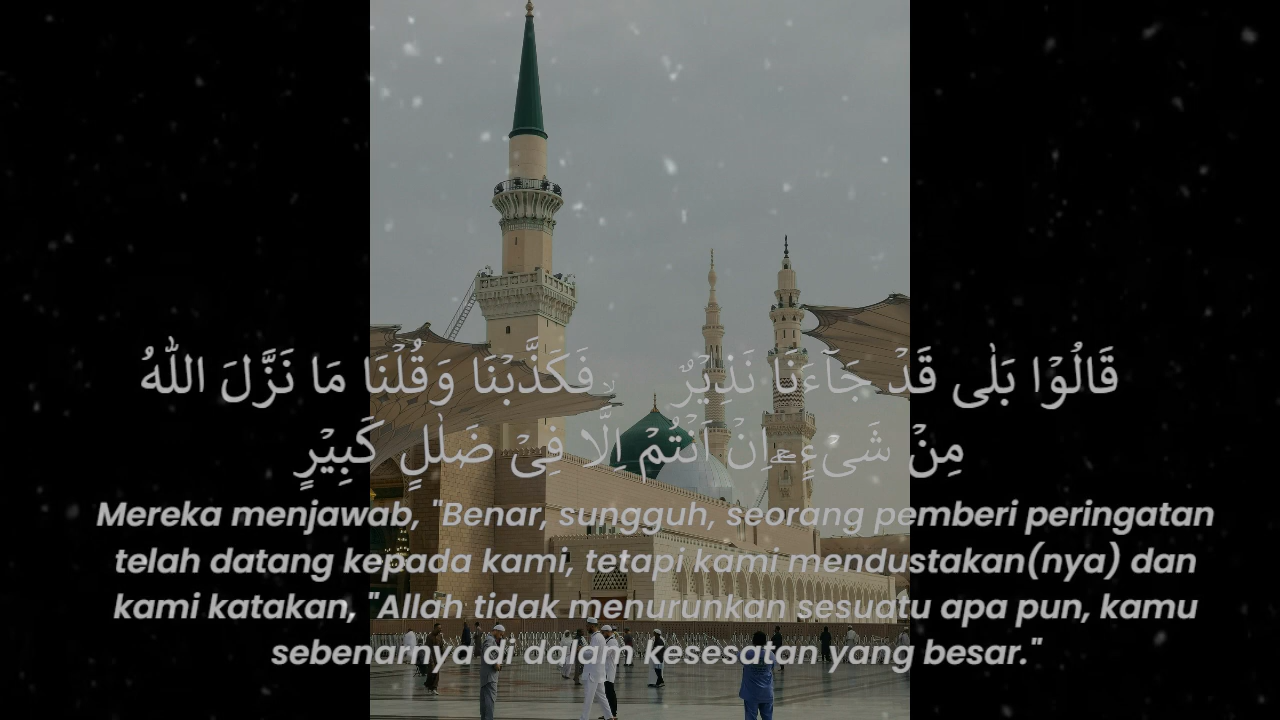 قَالُوْا بَلٰى قَدْ جَآءَنَا نَذِيْرٌ ەۙ فَكَذَّبْنَا وَقُلْنَا مَا نَزَّلَ اللّٰهُ
مِنْ شَيْءٍۚ اِنْ اَنْتُمْ اِلَّا فِيْ ضَلٰلٍ كَبِيْرٍ
Mereka menjawab, "Benar, sungguh, seorang pemberi peringatan
telah datang kepada kami, tetapi kami mendustakan(nya) dan
kami katakan, "Allah tidak menurunkan sesuatu apa pun, kamu
sebenarnya di dalam kesesatan yang besar."